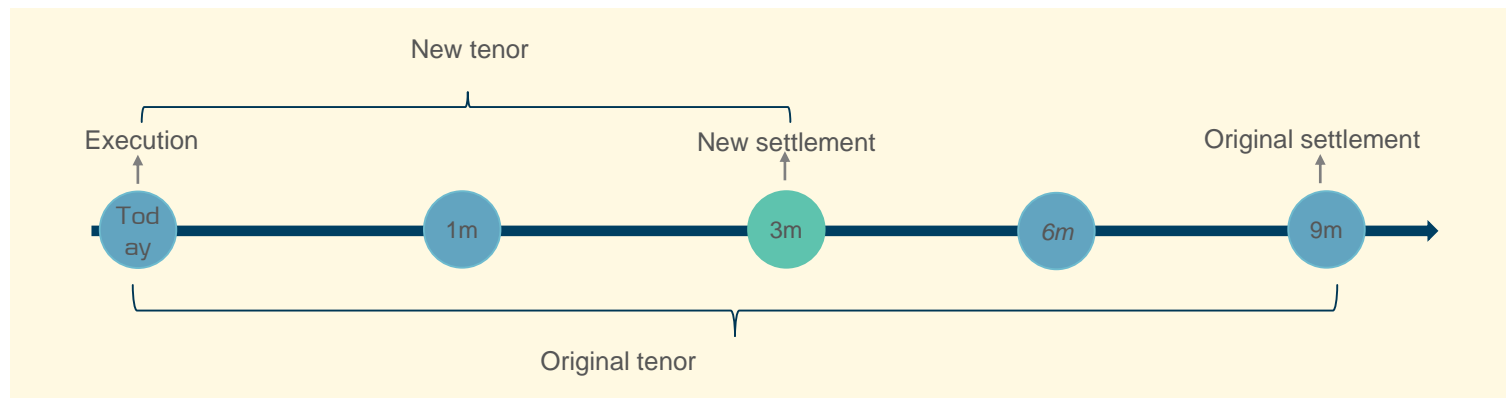 New tenor
Execution
New settlement
Original settlement
Tod
ay
1m
3m
6m
9m
Original tenor